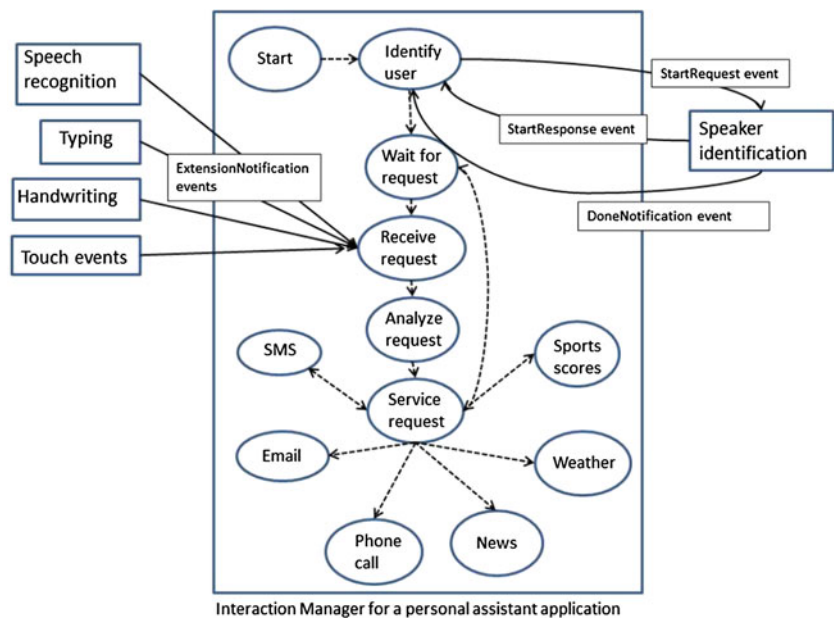 Start
Identify
user
Speech
recognition
StartRequest event
StartResponse event
Speaker
identification
Typing
ExtensionNotification
events
Wait for
request
Handwriting
DoneNotification event
Receive
request
Touch events
Analyze
request
SMS
Sports
scores
Service
request
Email
Weather
Phone
call
News
Interaction Manager for a personal assistant application